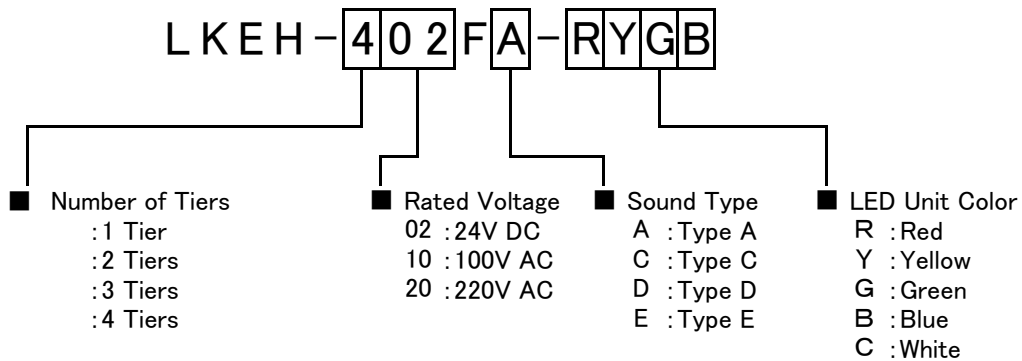 LKEH-402FA-RYGB
■ Number of Tiers
:1 Tier
:2 Tiers
:3 Tiers
:4 Tiers
■ Rated Voltage
02 :24V DC
10 :100V AC
20 :220V AC
■ Sound Type
A :Type A
C :Type C
D :Type D
E :Type E
■ LED Unit Color
R :Red
Y :Yellow
G :Green
B :Blue
C :White